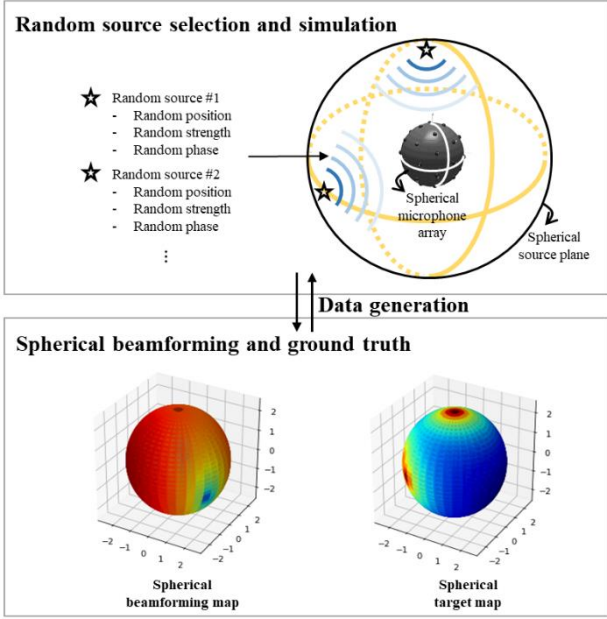 Random source selection and simulation
Random source #1
- Random position
- Random strength
- Random phase
Random source #2
- Random position
- Random strength
- Random phase
⋮
Spherical
microphone
array
Spherical
source plane
Data generation
Spherical beamforming and ground truth
2
1
0
−1
−2
−2
−1
0
1
2
−2
−1
0
1
2
Spherical
beamforming map
2
1
0
−1
−2
−2
−1
0
1
2
−2
−1
0
1
2
Spherical
target map